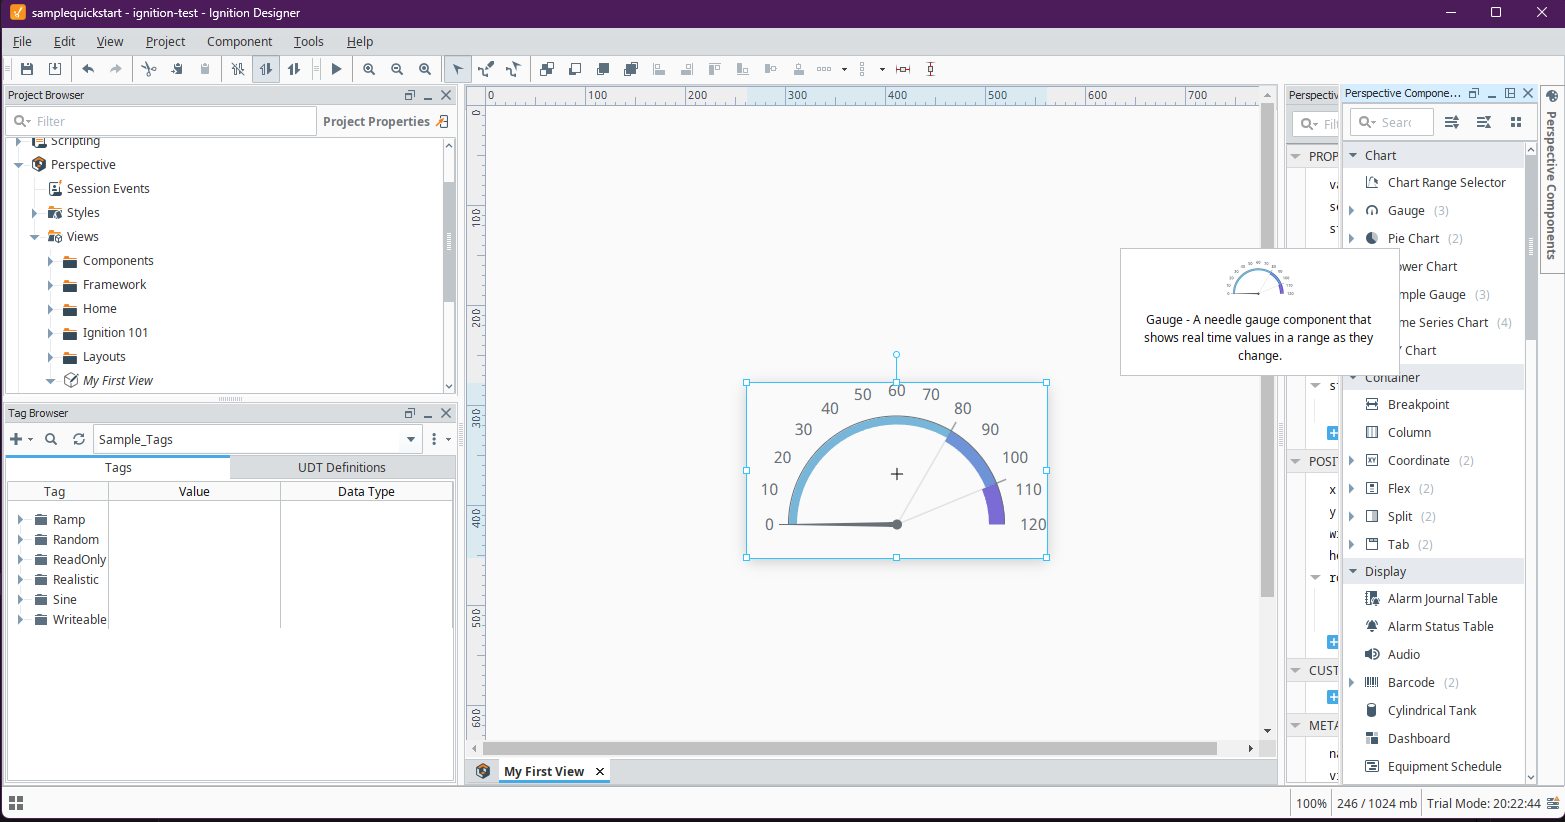 samplequickstart - ignition-test - Ignition Designer
File Edit View Project Component Tools Help
Project Browser
Filter
Project Properties
Scripting
Perspective
Session Events
Styles
Views
Components
Framework
Home
Ignition 101
Layouts
My First View
Tag Browser
Sample_Tags
Tags UDT Definitions
Tag Value Data Type
Ramp
Random
ReadOnly
Realistic
Sine
Writeable
0 100 200 300 400 500 600 700
0
100
200
300
400
500
600
0 10 20 30 40 50 60 70 80 90 100 110 120
My First View
Perspectiv
Filt
PROP
va
se
st
st
POSIT
x
y
wi
he
ro
CUST
META
na
vi
Perspective Compone...
Searc
Chart
Chart Range Selector
Gauge (3)
Pie Chart (2)
ower Chart
mple Gauge (3)
me Series Chart (4)
Y Chart
Gauge - A needle gauge component that
shows real time values in a range as they
change.
Container
Breakpoint
Column
Coordinate (2)
Flex (2)
Split (2)
Tab (2)
Display
Alarm Journal Table
Alarm Status Table
Audio
Barcode (2)
Cylindrical Tank
Dashboard
Equipment Schedule
Perspective Components
100% 246 / 1024 mb Trial Mode: 20:22:44